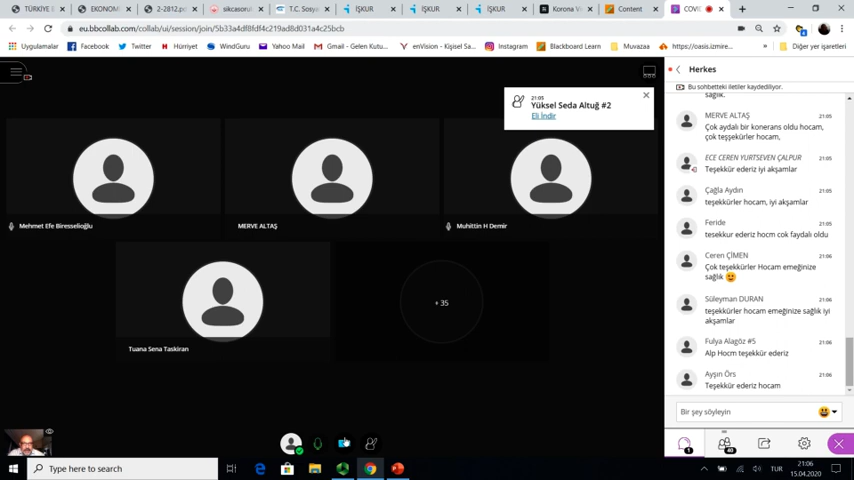 TÜRKİYE İ
EKONOM
2-2812.pc
sikcasorul
T.C. Sosya
İŞKUR
İŞKUR
İŞKUR
Korona Vi
Content
COVI
eu.bbcollab.com/collab/ui/session/join/5b33a4df8fdf4c219ad8d031a4c25bcb
Uygulamalar
Facebook
Twitter
Hürriyet
WindGuru
Yahoo Mail
Gmail - Gelen Kutu...
enVision - Kişisel Sa...
Instagram
Blackboard Learn
Muvazaa
https://oasis.izmire...
»
Diğer yer işaretleri
21:05
Yüksel Seda Altuğ #2
Eli İndir
Mehmet Efe Biresselioğlu
MERVE ALTAŞ
Muhittin H Demir
Tuana Sena Taskiran
+ 35
Herkes
Bu sohbetteki iletiler kaydediliyor.
sağlık.
MERVE ALTAŞ 21:05
Çok aydalı bir konerans oldu hocam,
çok teşşekürler hocam,
ECE CEREN YURTSEVEN ÇALPUR 21:05
Teşekkür ederiz iyi akşamlar
Çağla Aydın 21:05
teşekkürler hocam, iyi akşamlar
Feride 21:05
tesekkur ederiz hocm cok faydalı oldu
Ceren ÇİMEN 21:06
Çok teşekkürler Hocam emeğinize
sağlık 😀
Süleyman DURAN 21:06
teşekkürler hocam emeğinize sağlık iyi
akşamlar
Fulya Alagöz #5 21:06
Alp Hocm teşekkür ederiz
Ayşın Örs 21:06
Teşekkür ederiz hocam
Bir şey söyleyin
1
40
Type here to search
TUR
21:06
15.04.2020